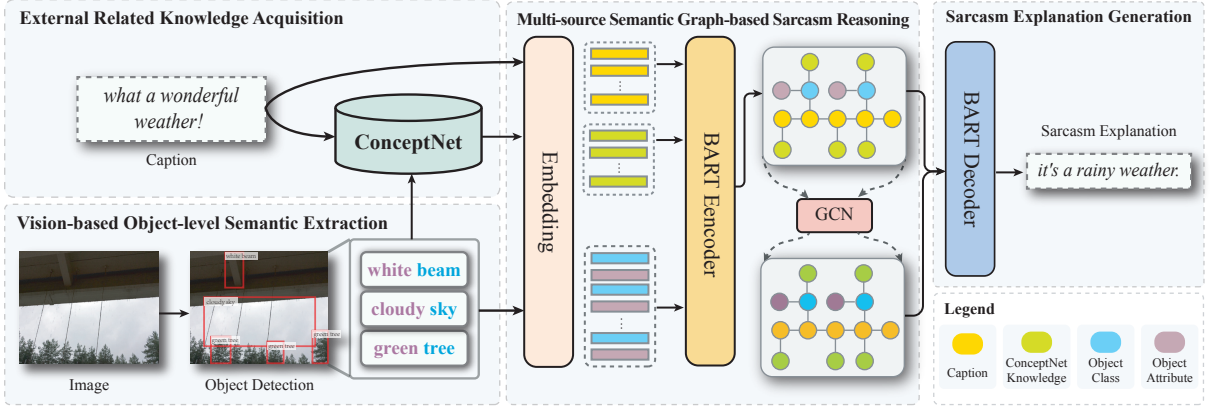 External Related Knowledge Acquisition
what a wonderful
weather!
Caption
ConceptNet
Vision-based Object-level Semantic Extraction
white beam
cloudy sky
green tree
green tree
green tree
Image
Object Detection
white beam
cloudy sky
green tree
Multi-source Semantic Graph-based Sarcasm Reasoning
Embedding
BART Eencoder
GCN
Sarcasm Explanation Generation
BART Decoder
Sarcasm Explanation
it's a rainy weather.
Legend
Caption
ConceptNet
Knowledge
Object
Class
Object
Attribute